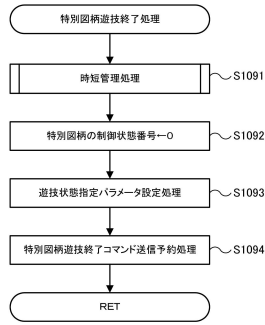 特別図柄遊技終了処理
時短管理処理
S1091
特別図柄の制御状態番号←0
S1092
遊技状態指定パラメータ設定処理
S1093
特別図柄遊技終了コマンド送信予約処理
S1094
RET